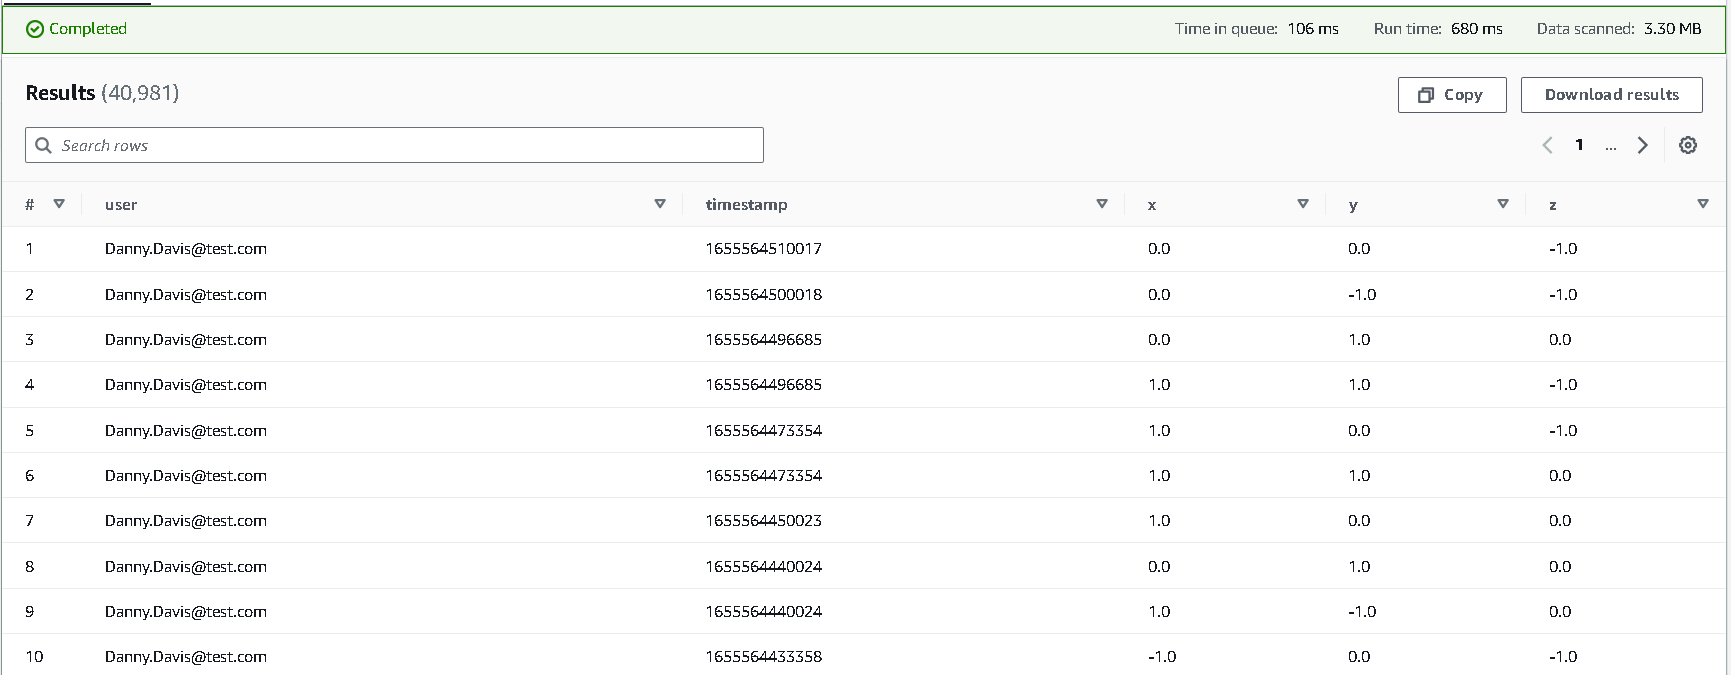 Completed Time in queue: 106 ms Run time: 680 ms Data scanned: 3.30 MB
Results (40,981) Copy Download results
Search rows 1 ...
# user timestamp x y z
1 Danny.Davis@test.com 1655564510017 0.0 0.0 -1.0
2 Danny.Davis@test.com 1655564500018 0.0 -1.0 -1.0
3 Danny.Davis@test.com 1655564496685 0.0 1.0 0.0
4 Danny.Davis@test.com 1655564496685 1.0 1.0 -1.0
5 Danny.Davis@test.com 1655564473354 1.0 0.0 -1.0
6 Danny.Davis@test.com 1655564473354 1.0 1.0 0.0
7 Danny.Davis@test.com 1655564450023 1.0 0.0 0.0
8 Danny.Davis@test.com 1655564440024 0.0 1.0 0.0
9 Danny.Davis@test.com 1655564440024 1.0 -1.0 0.0
10 Danny.Davis@test.com 1655564433358 -1.0 0.0 -1.0